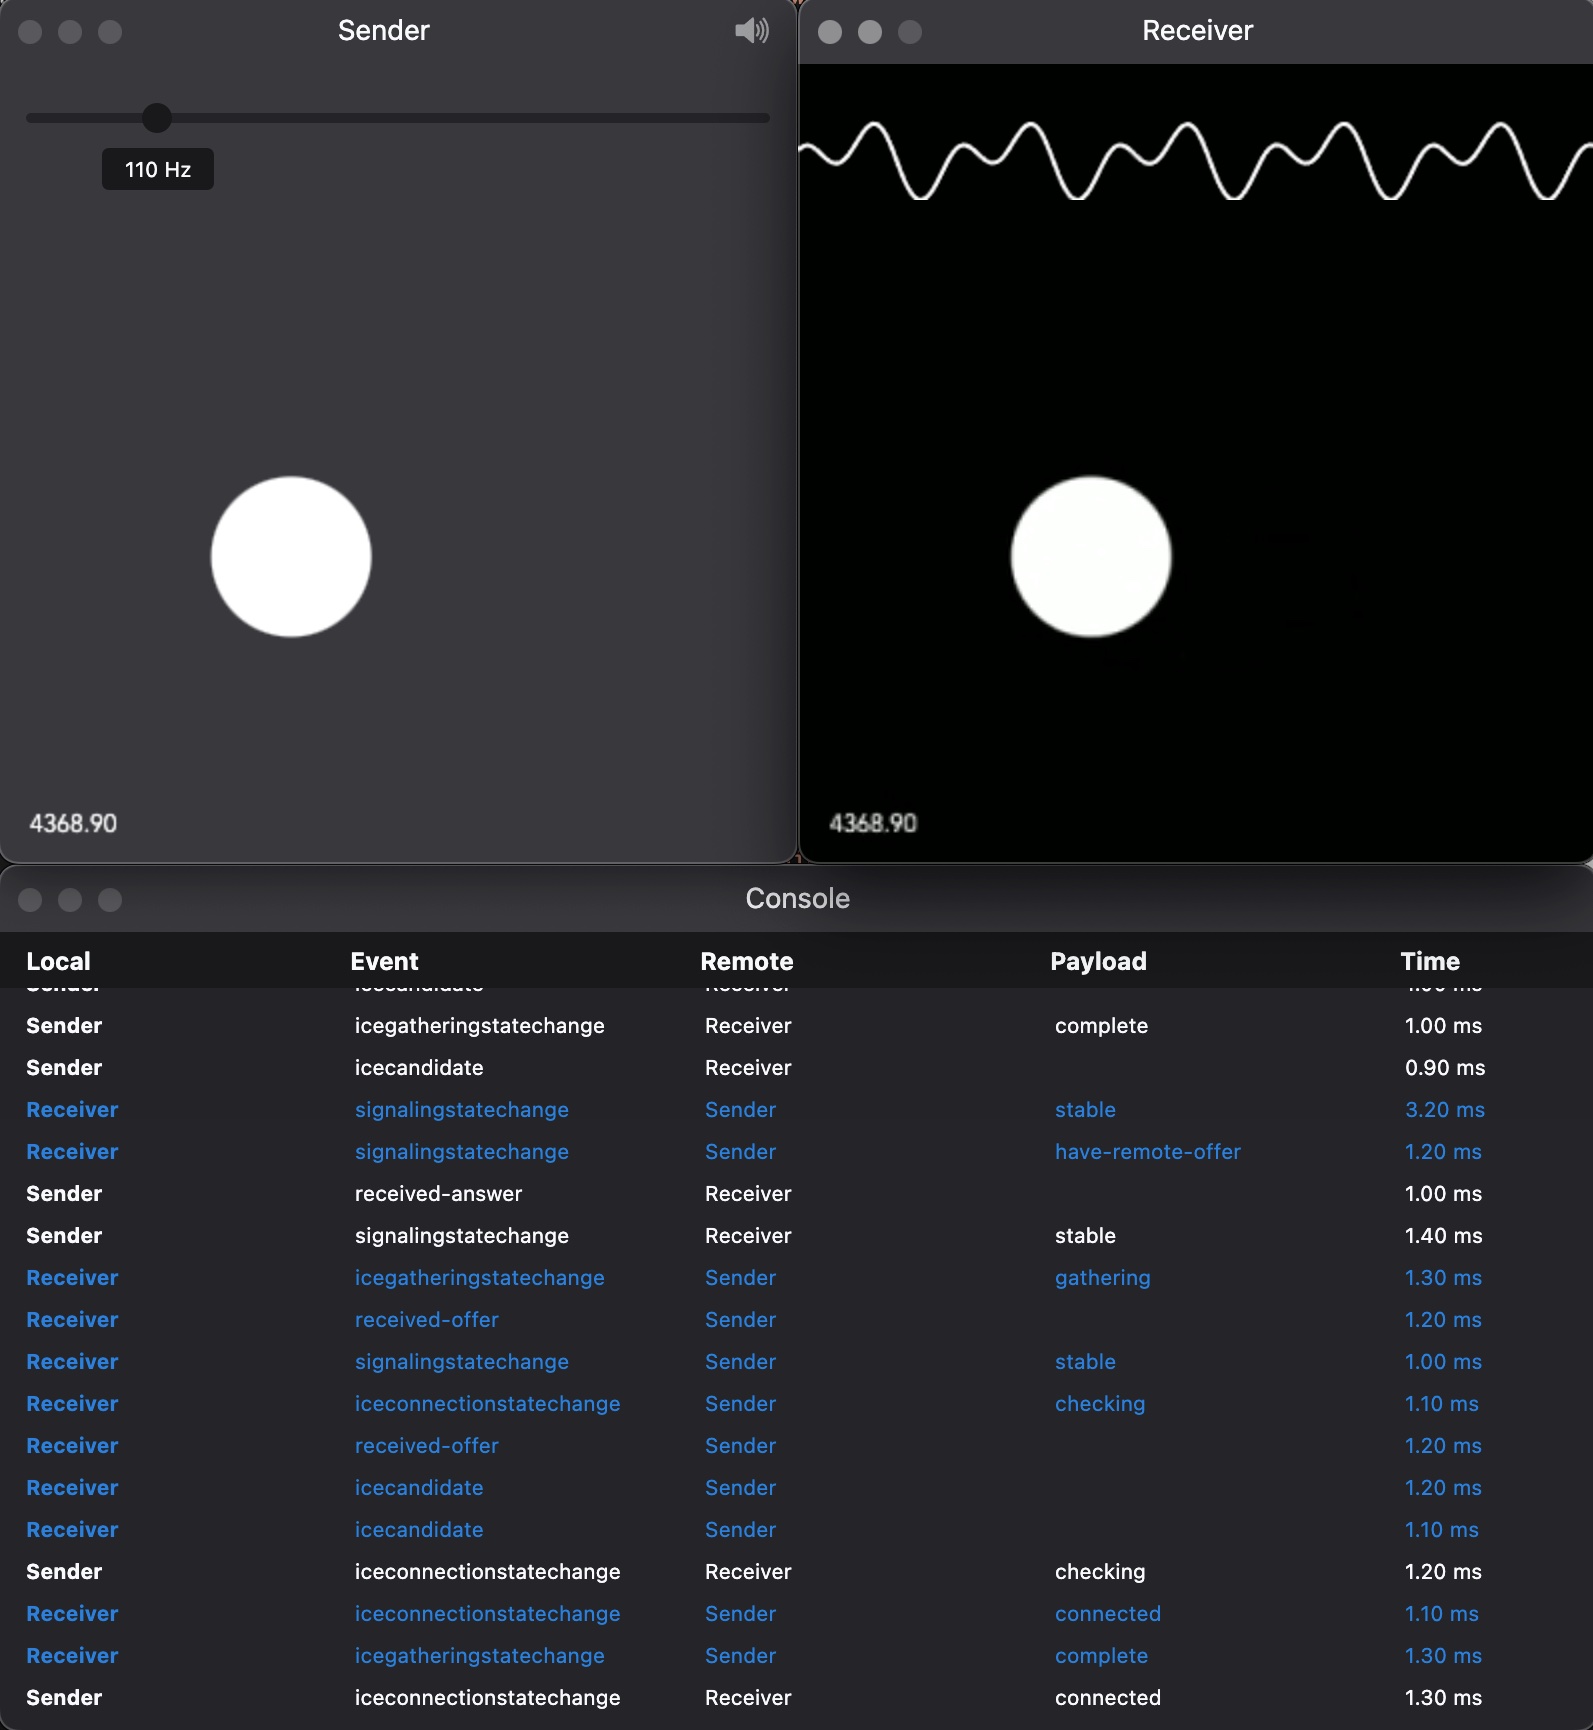 Sender
110 Hz
4368.90
Receiver
4368.90
Console
Local Event Remote Payload Time
Sender icecandidate Receiver
Sender icegatheringstatechange Receiver complete 1.00 ms
Sender icecandidate Receiver 0.90 ms
Receiver signalingstatechange Sender stable 3.20 ms
Receiver signalingstatechange Sender have-remote-offer 1.20 ms
Sender received-answer Receiver 1.00 ms
Sender signalingstatechange Receiver stable 1.40 ms
Receiver icegatheringstatechange Sender gathering 1.30 ms
Receiver received-offer Sender 1.20 ms
Receiver signalingstatechange Sender stable 1.00 ms
Receiver iceconnectionstatechange Sender checking 1.10 ms
Receiver received-offer Sender 1.20 ms
Receiver icecandidate Sender 1.20 ms
Receiver icecandidate Sender 1.10 ms
Sender iceconnectionstatechange Receiver checking 1.20 ms
Receiver iceconnectionstatechange Sender connected 1.10 ms
Receiver icegatheringstatechange Sender complete 1.30 ms
Sender iceconnectionstatechange Receiver connected 1.30 ms